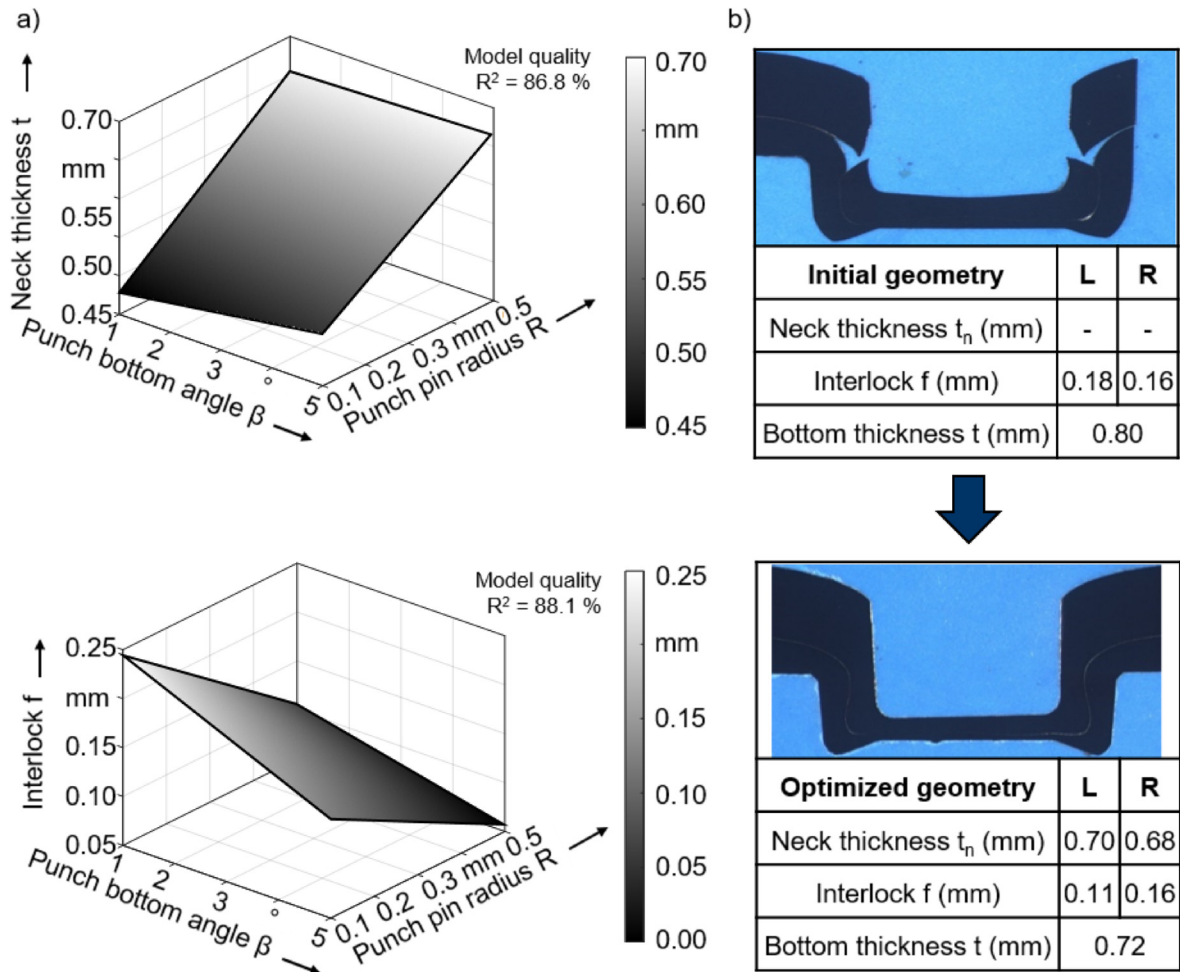 a)
Model quality
R² = 86.8 %
Neck thickness t
0.70
mm
0.55
0.50
0.45
1
2
3
°
5
Punch bottom angle β
0.1
0.2
0.3
mm
0.5
Punch pin radius R
0.70
mm
0.60
0.55
0.50
0.45
Model quality
R² = 88.1 %
Interlock f
0.25
mm
0.15
0.10
0.05
1
2
3
°
5
Punch bottom angle β
0.1
0.2
0.3
mm
0.5
Punch pin radius R
0.25
mm
0.15
0.10
0.05
0.00
b)
Initial geometry L R
Neck thickness tₙ (mm) - -
Interlock f (mm) 0.18 0.16
Bottom thickness t (mm) 0.80
Optimized geometry L R
Neck thickness tₙ (mm) 0.70 0.68
Interlock f (mm) 0.11 0.16
Bottom thickness t (mm) 0.72